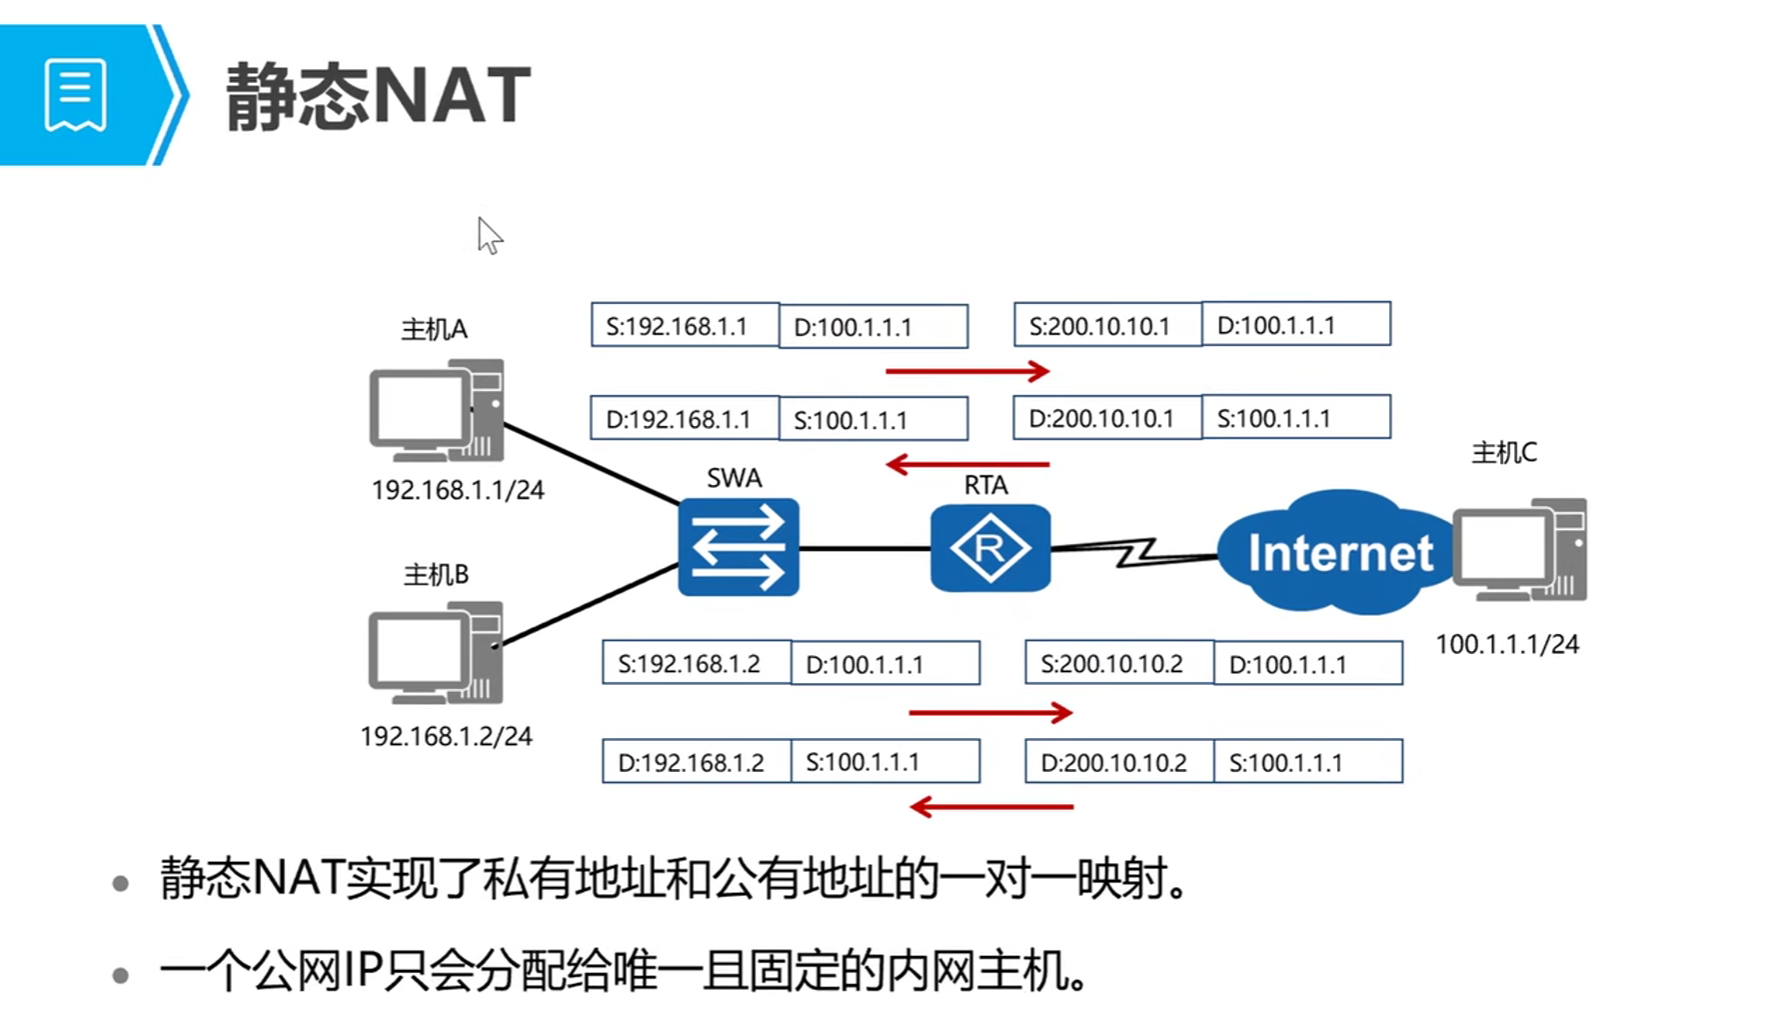 静态NAT
主机A
S:192.168.1.1 D:100.1.1.1 S:200.10.10.1 D:100.1.1.1
D:192.168.1.1 S:100.1.1.1 D:200.10.10.1 S:100.1.1.1
192.168.1.1/24
SWA
RTA
主机C
R
Internet
主机B
100.1.1.1/24
S:192.168.1.2 D:100.1.1.1 S:200.10.10.2 D:100.1.1.1
192.168.1.2/24
D:192.168.1.2 S:100.1.1.1 D:200.10.10.2 S:100.1.1.1
• 静态NAT实现了私有地址和公有地址的一对一映射。
• 一个公网IP只会分配给唯一且固定的内网主机。